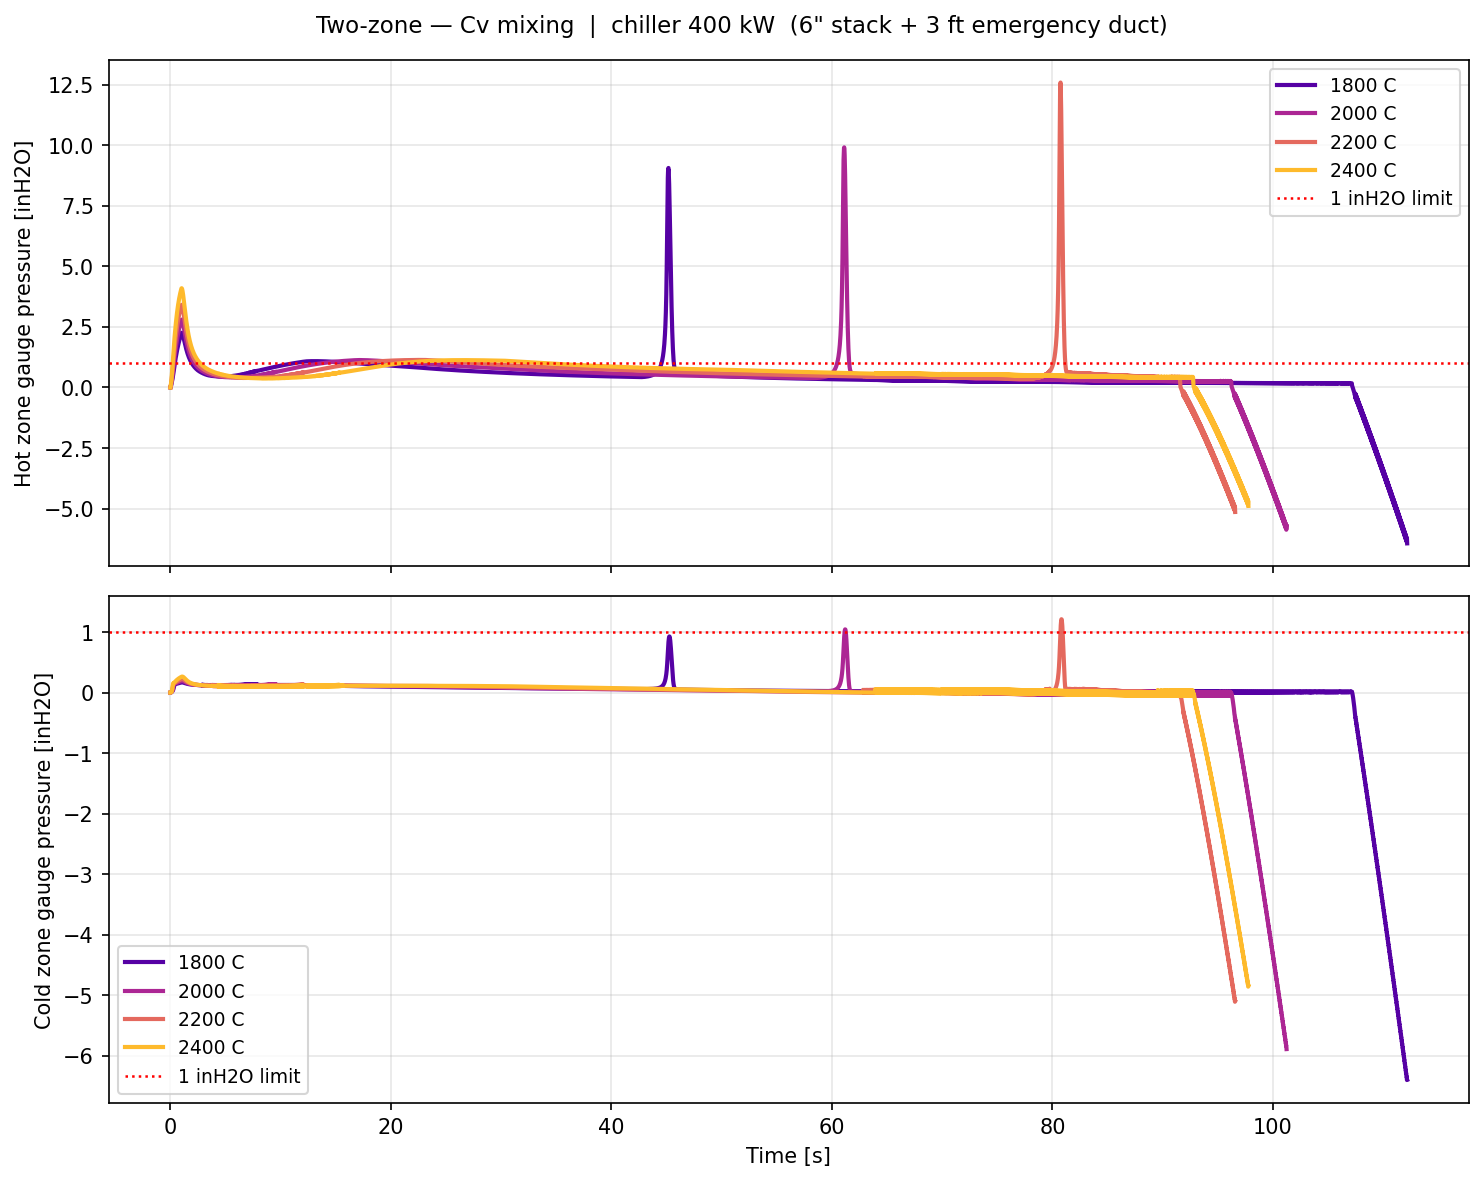 Two-zone — Cv mixing  |  chiller 400 kW  (6" stack + 3 ft emergency duct)
Hot zone gauge pressure [inH2O]
12.5
10.0
7.5
5.0
2.5
0.0
−2.5
−5.0
1800 C
2000 C
2200 C
2400 C
1 inH2O limit
Cold zone gauge pressure [inH2O]
1
0
−1
−2
−3
−4
−5
−6
1800 C
2000 C
2200 C
2400 C
1 inH2O limit
0 20 40 60 80 100
Time [s]